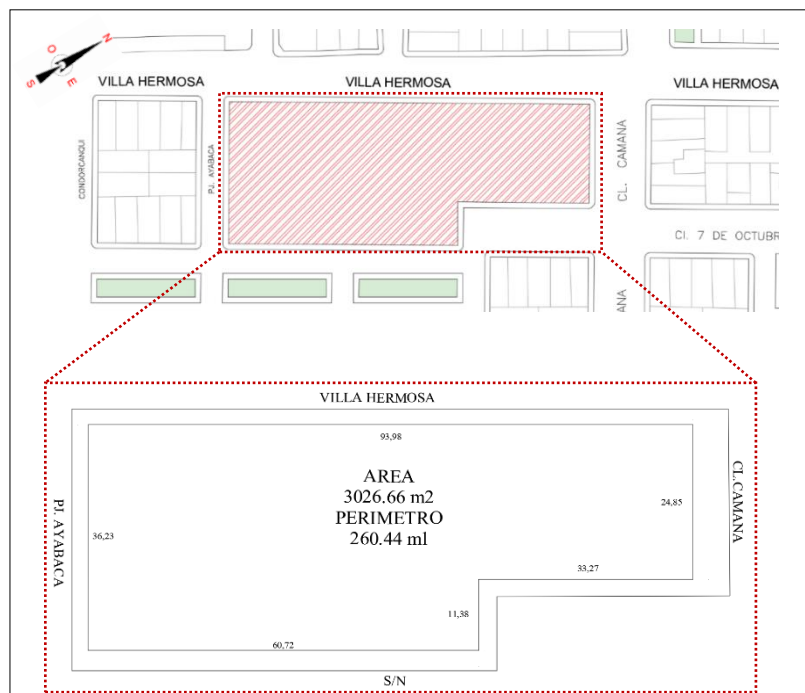 N
O
S
E
VILLA HERMOSA
VILLA HERMOSA
VILLA HERMOSA
CONDORCANQUI
PJ. AYABACA
CL. CAMANA
Cl. 7 DE OCTUBR
ANA
VILLA HERMOSA
93,98
AREA
3026.66 m2
PERIMETRO
260.44 ml
PJ. AYABACA
36,23
24,85
CL.CAMANA
33,27
11,38
60,72
S/N